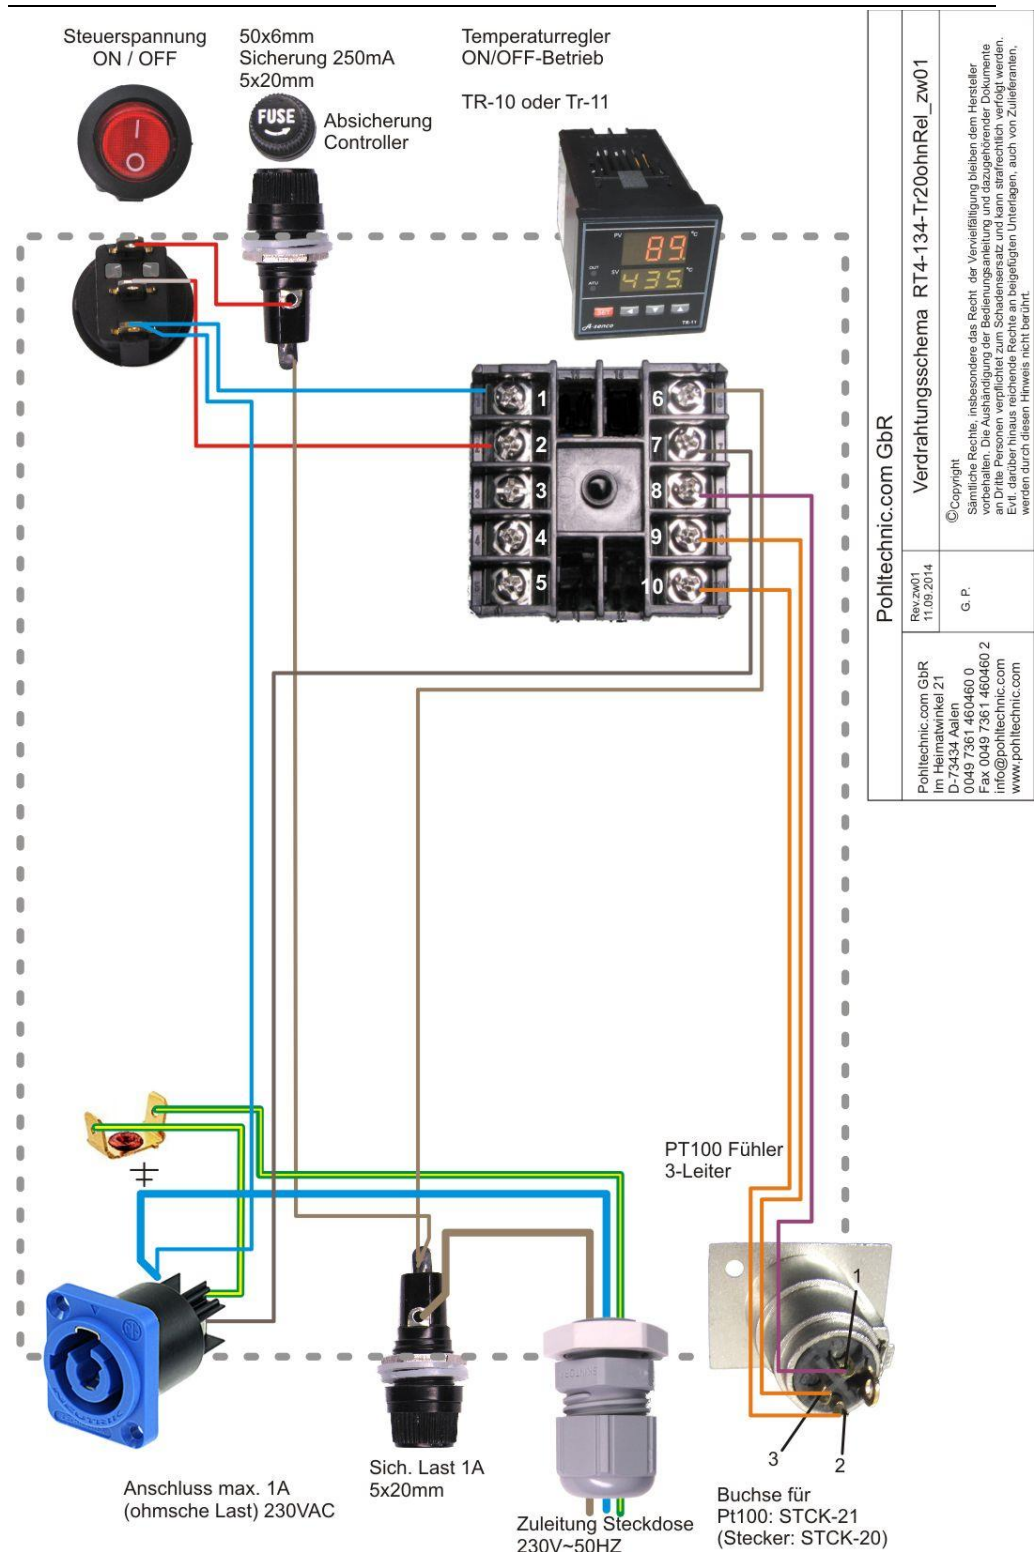 Steuerspannung
ON / OFF
50x6mm
Sicherung 250mA
5x20mm
FUSE
Absicherung
Controller
Temperaturregler
ON/OFF-Betrieb
TR-10 oder Tr-11
PV
89
°C
OUT
SV
435.
°C
ATU
SET
TR-11
1
2
3
4
5
6
7
8
9
10
PT100 Fühler
3-Leiter
1
3
2
Buchse für
Pt100: STCK-21
(Stecker: STCK-20)
Anschluss max. 1A
(ohmsche Last) 230VAC
Sich. Last 1A
5x20mm
Zuleitung Steckdose
230V~50HZ
Pohltechnic.com GbR
Verdrahtungsschema RT4-134-Tr20ohnRel_zw01
Rev.zw01
11.09.2014
©Copyright
Sämtliche Rechte, insbesondere das Recht der Vervielfältigung bleiben dem Hersteller
vorbehalten. Die Aushändigung der Bedienungsanleitung und dazugehörender Dokumente
an Dritte Personen verpflichtet zum Schadensersatz und kann strafrechtlich verfolgt werden.
Evtl. darüber hinaus reichende Rechte an beigefügten Unterlagen, auch von Zulieferanten,
werden durch diesen Hinweis nicht berührt.
G. P.
Pohltechnic.com GbR
Im Heimatwinkel 21
D-73434 Aalen
0049 7361 460460 0
Fax 0049 7361 460460 2
info@pohltechnic.com
www.pohltechnic.com